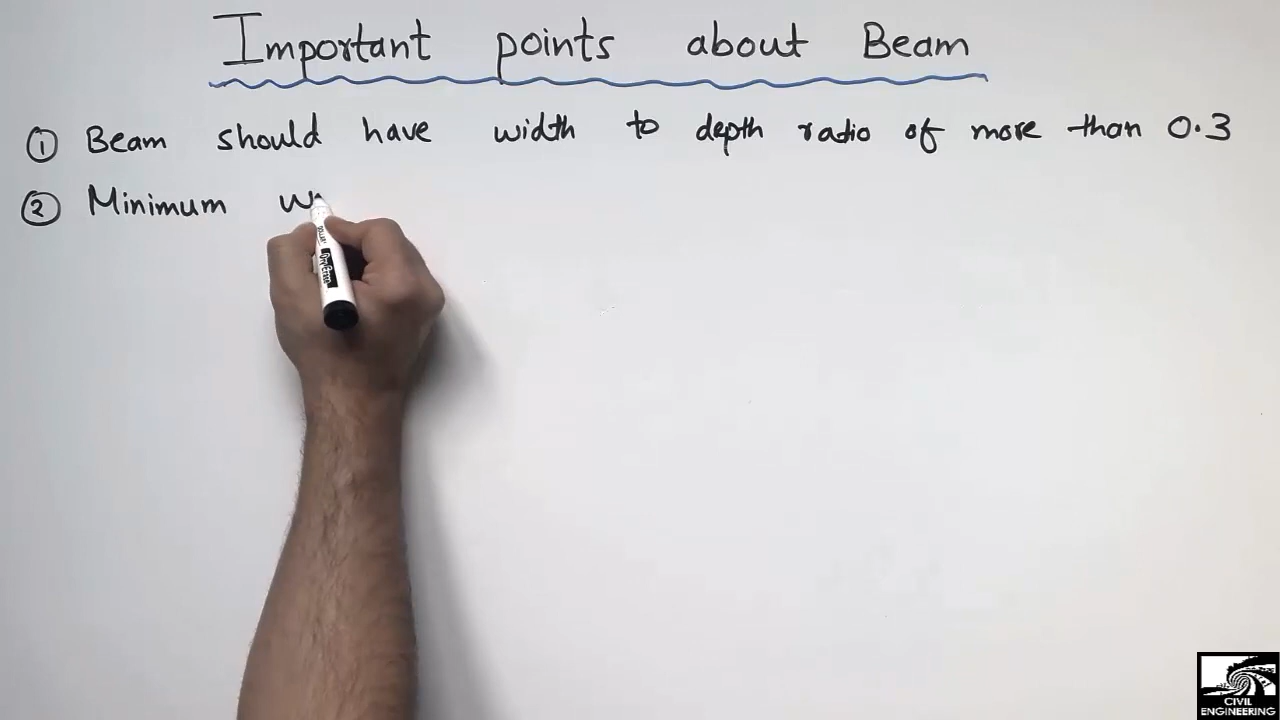 Important points about Beam
① Beam should have width to depth ratio of more than 0.3
② Minimum W
CIVIL
ENGINEERING